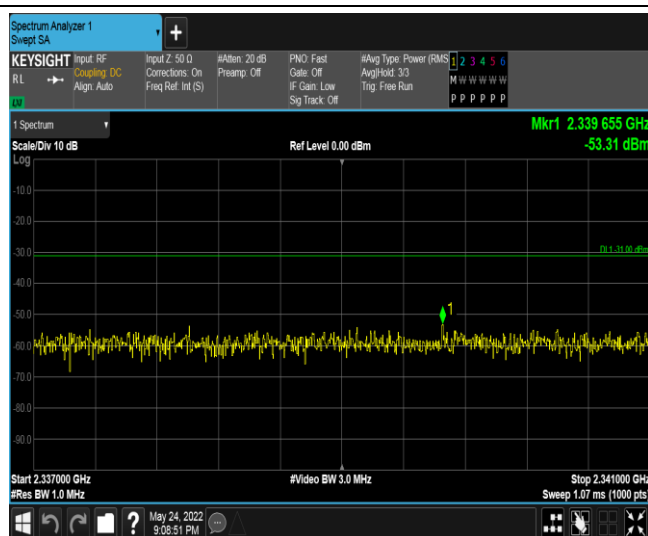 Spectrum Analyzer 1
Swept SA
+
KEYSIGHT
RL
LNI
Input: RF
Coupling: DC
Align: Auto
Input Z: 50 Ω
Corrections: On
Freq Ref: Int (S)
#Atten: 20 dB
Preamp: Off
PNO: Fast
Gate: Off
IF Gain: Low
Sig Track: Off
#Avg Type: Power (RMS
Avg|Hold: 3/3
Trig: Free Run
1 2 3 4 5 6
M W W W W W
P P P P P P
1 Spectrum
Scale/Div 10 dB
Ref Level 0.00 dBm
Mkr1 2.339 655 GHz
-53.31 dBm
Log
-10.0
-20.0
-30.0
DL1 -31.00 dBm
-40.0
-50.0
1
-60.0
-70.0
-80.0
-90.0
Start 2.337000 GHz
#Video BW 3.0 MHz
Stop 2.341000 GHz
#Res BW 1.0 MHz
Sweep 1.07 ms (1000 pts)
?
May 24, 2022
9:08:51 PM